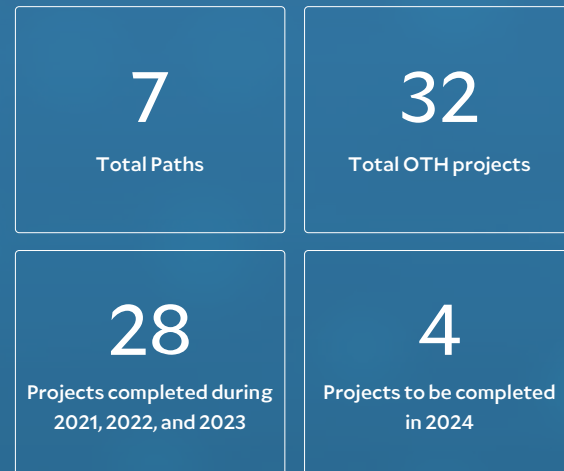 7
Total Paths
32
Total OTH projects
28
Projects completed during
2021, 2022, and 2023
4
Projects to be completed
in 2024